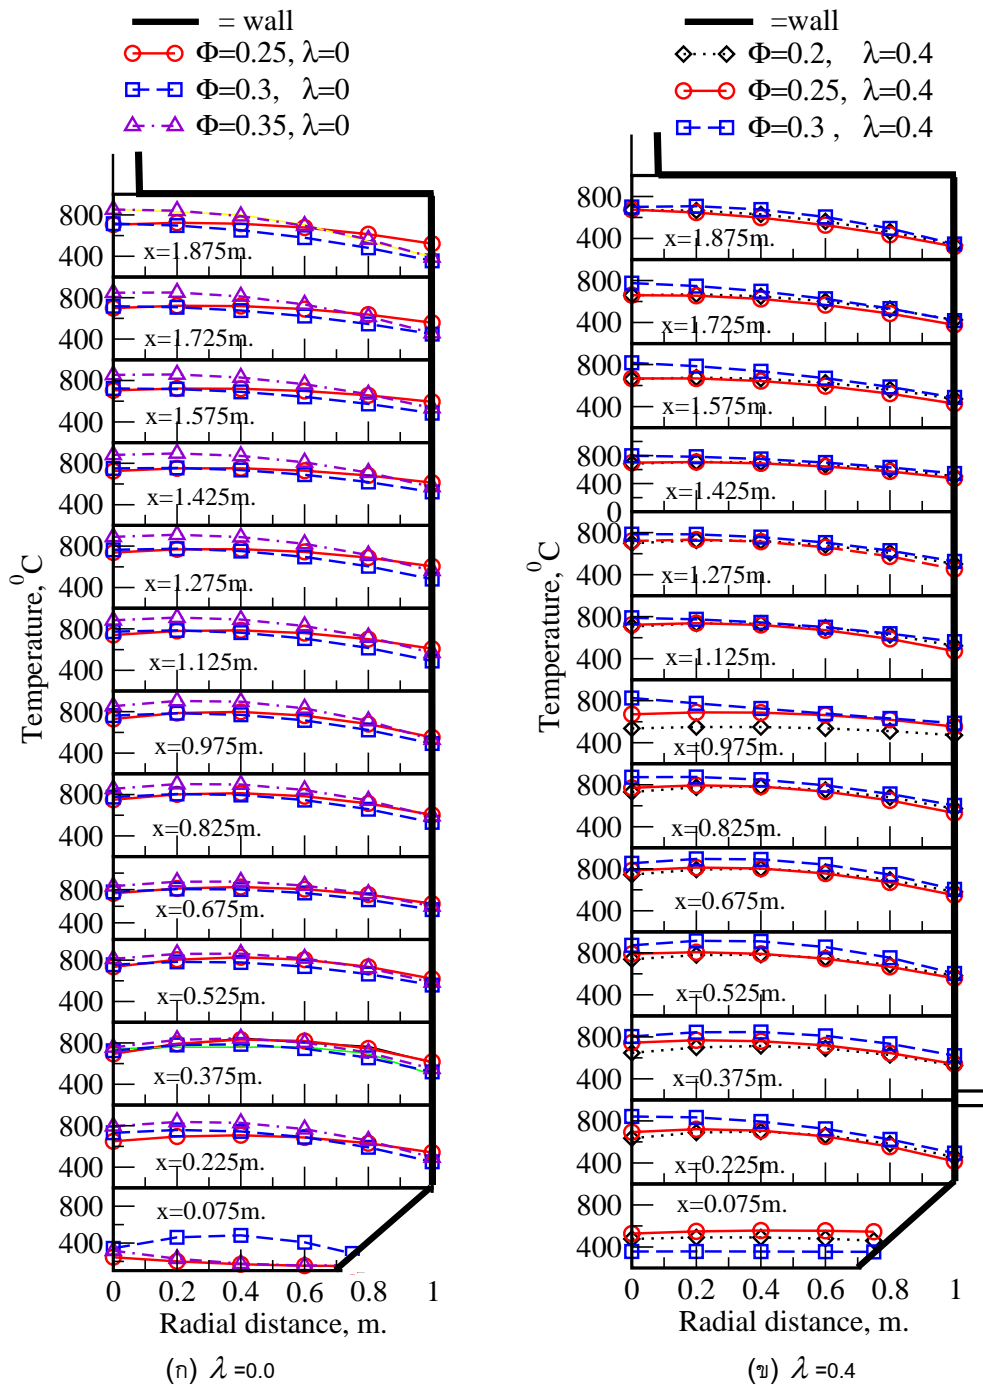 = wall
Φ=0.25, λ=0
Φ=0.3, λ=0
Φ=0.35, λ=0
800
400
x=1.875m.
800
400
x=1.725m.
800
400
x=1.575m.
800
400
x=1.425m.
800
400
x=1.275m.
800
400
x=1.125m.
800
400
x=0.975m.
800
400
x=0.825m.
800
400
x=0.675m.
800
400
x=0.525m.
800
400
x=0.375m.
800
400
x=0.225m.
800
400
x=0.075m.
0 0.2 0.4 0.6 0.8 1
Radial distance, m.
Temperature, ⁰C
(ก) λ =0.0
=wall
Φ=0.2, λ=0.4
Φ=0.25, λ=0.4
Φ=0.3 , λ=0.4
800
400
x=1.875m.
800
400
x=1.725m.
800
400
x=1.575m.
800
400
0
x=1.425m.
800
400
x=1.275m.
800
400
x=1.125m.
800
400
x=0.975m.
800
400
x=0.825m.
800
400
x=0.675m.
800
400
x=0.525m.
800
400
x=0.375m.
800
400
x=0.225m.
800
400
x=0.075m.
0 0.2 0.4 0.6 0.8 1
Radial distance, m.
Temperature, ⁰C
(ข) λ =0.4